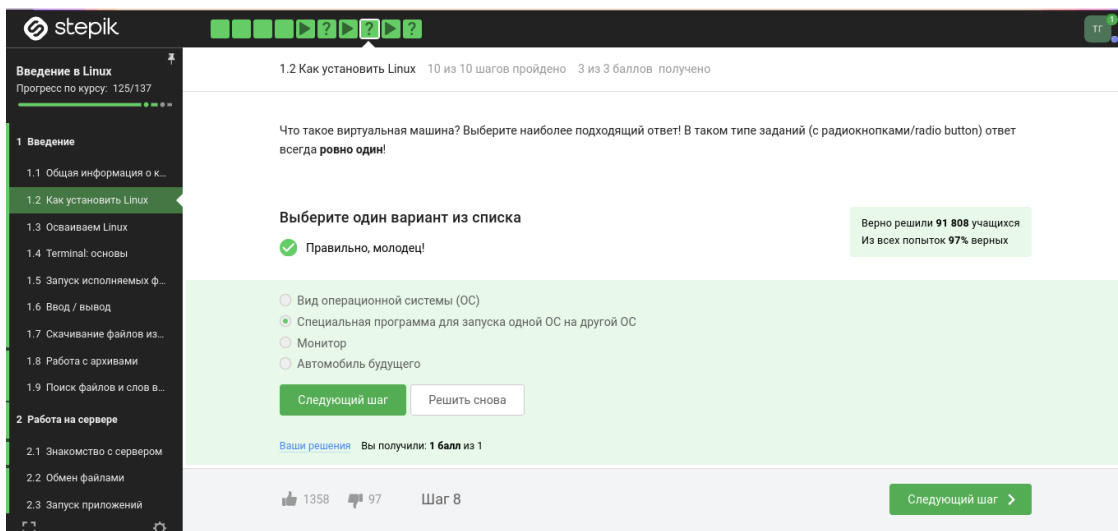 stepik
ТГ
1
Введение в Linux
Прогресс по курсу: 125/137
1 Введение
1.1 Общая информация о к...
1.2 Как установить Linux
1.3 Осваиваем Linux
1.4 Terminal: основы
1.5 Запуск исполняемых ф...
1.6 Ввод / вывод
1.7 Скачивание файлов из...
1.8 Работа с архивами
1.9 Поиск файлов и слов в...
2 Работа на сервере
2.1 Знакомство с сервером
2.2 Обмен файлами
2.3 Запуск приложений
1.2 Как установить Linux 10 из 10 шагов пройдено 3 из 3 баллов получено
Что такое виртуальная машина? Выберите наиболее подходящий ответ! В таком типе заданий (с радиокнопками/radio button) ответ
всегда ровно один!
Выберите один вариант из списка
Правильно, молодец!
Верно решили 91 808 учащихся
Из всех попыток 97% верных
Вид операционной системы (ОС)
Специальная программа для запуска одной ОС на другой ОС
Монитор
Автомобиль будущего
Следующий шаг
Решить снова
Ваши решения Вы получили: 1 балл из 1
1358 97 Шаг 8
Следующий шаг